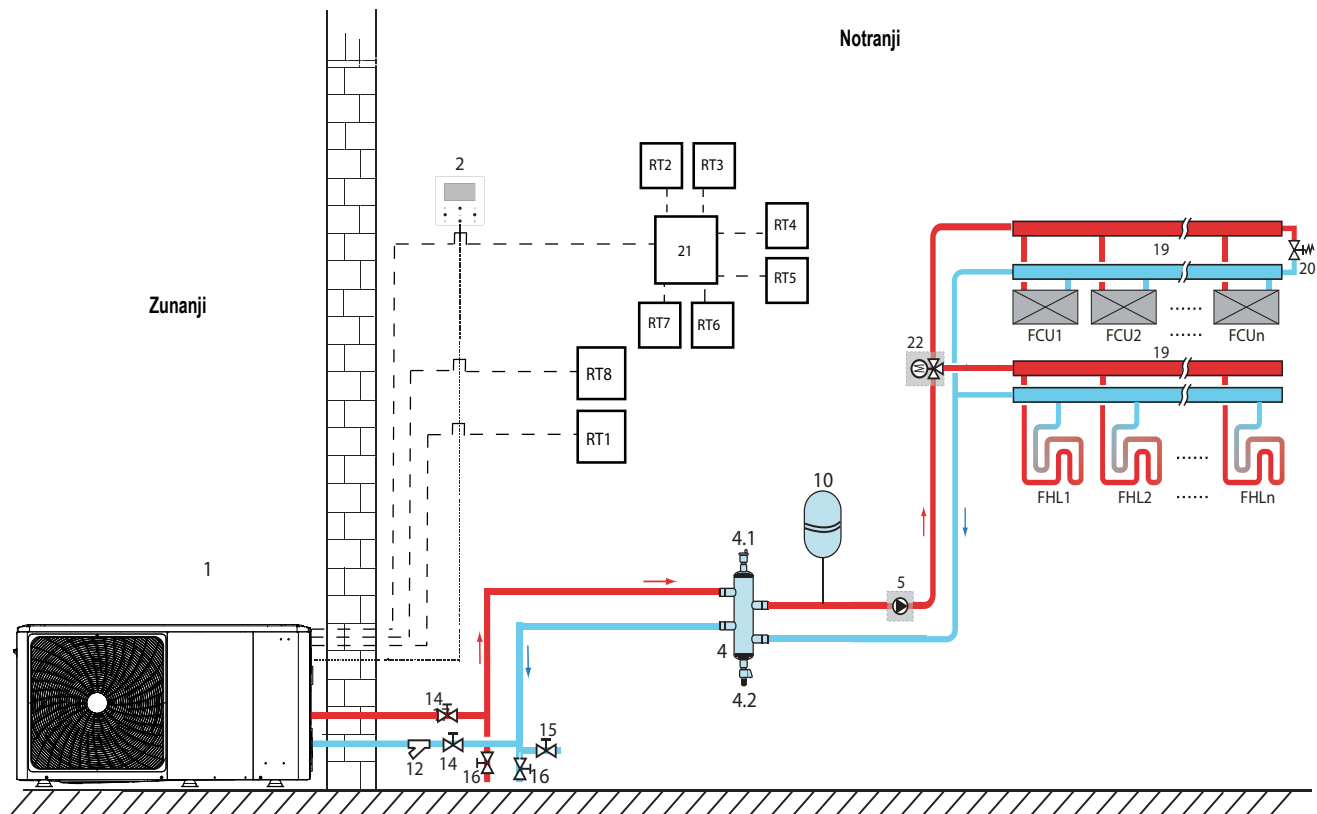 Notranji
Zunanji
1
2
RT2
RT3
RT4
21
RT5
RT7
RT6
RT8
RT1
19
20
FCU1
FCU2
......
......
FCUn
22
19
......
FHL1
FHL2
......
FHLn
10
4.1
5
4
4.2
14
15
12
14
16
16